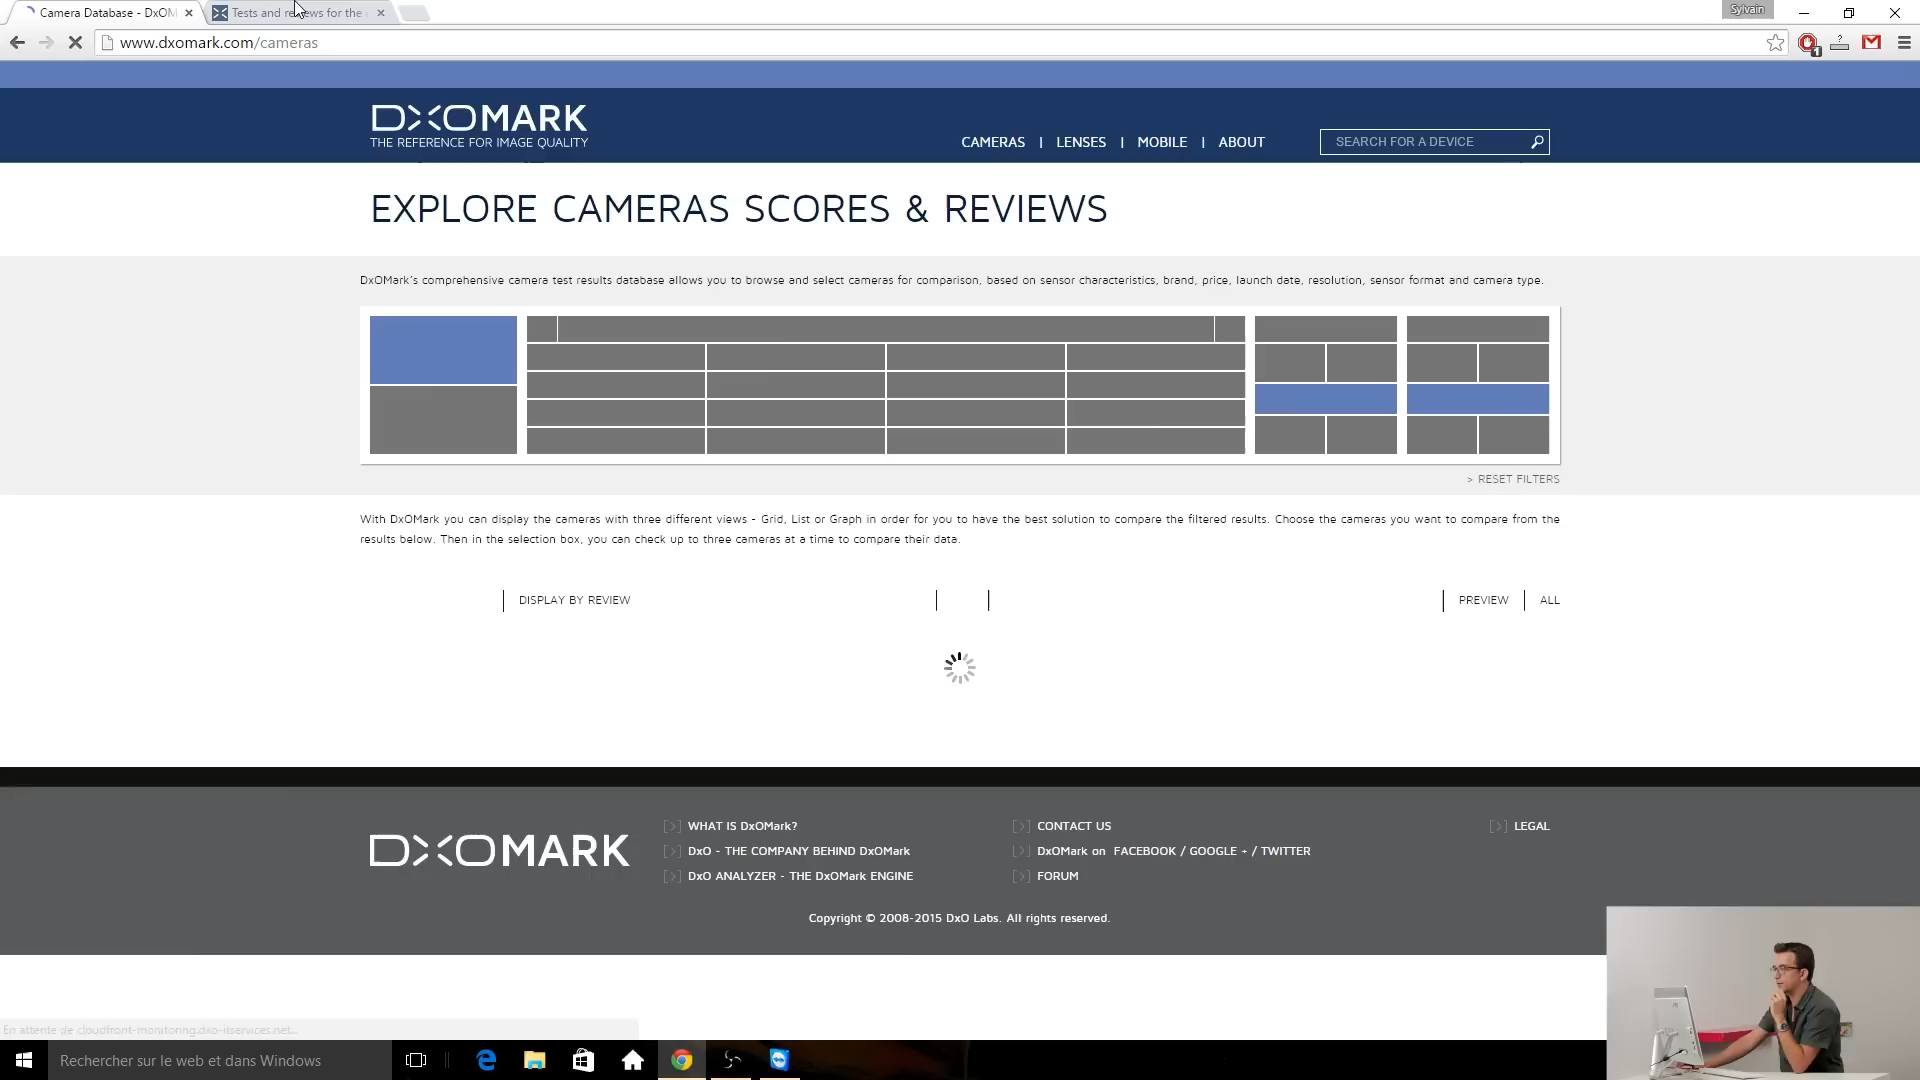 Camera Database - DxOM
Tests and reviews for the
Sylvain
www.dxomark.com/cameras
DXOMARK
THE REFERENCE FOR IMAGE QUALITY
CAMERAS | LENSES | MOBILE | ABOUT
SEARCH FOR A DEVICE
EXPLORE CAMERAS SCORES & REVIEWS
DxOMark's comprehensive camera test results database allows you to browse and select cameras for comparison, based on sensor characteristics, brand, price, launch date, resolution, sensor format and camera type.
> RESET FILTERS
With DxOMark you can display the cameras with three different views - Grid, List or Graph in order for you to have the best solution to compare the filtered results. Choose the cameras you want to compare from the
results below. Then in the selection box, you can check up to three cameras at a time to compare their data.
DISPLAY BY REVIEW
PREVIEW
ALL
DXOMARK
WHAT IS DxOMark?
DxO - THE COMPANY BEHIND DxOMark
DxO ANALYZER - THE DxOMark ENGINE
CONTACT US
DxOMark on FACEBOOK / GOOGLE + / TWITTER
FORUM
LEGAL
Copyright © 2008-2015 DxO Labs. All rights reserved.
En attente de cloudfront-monitoring.dxo-itservices.net...
Rechercher sur le web et dans Windows